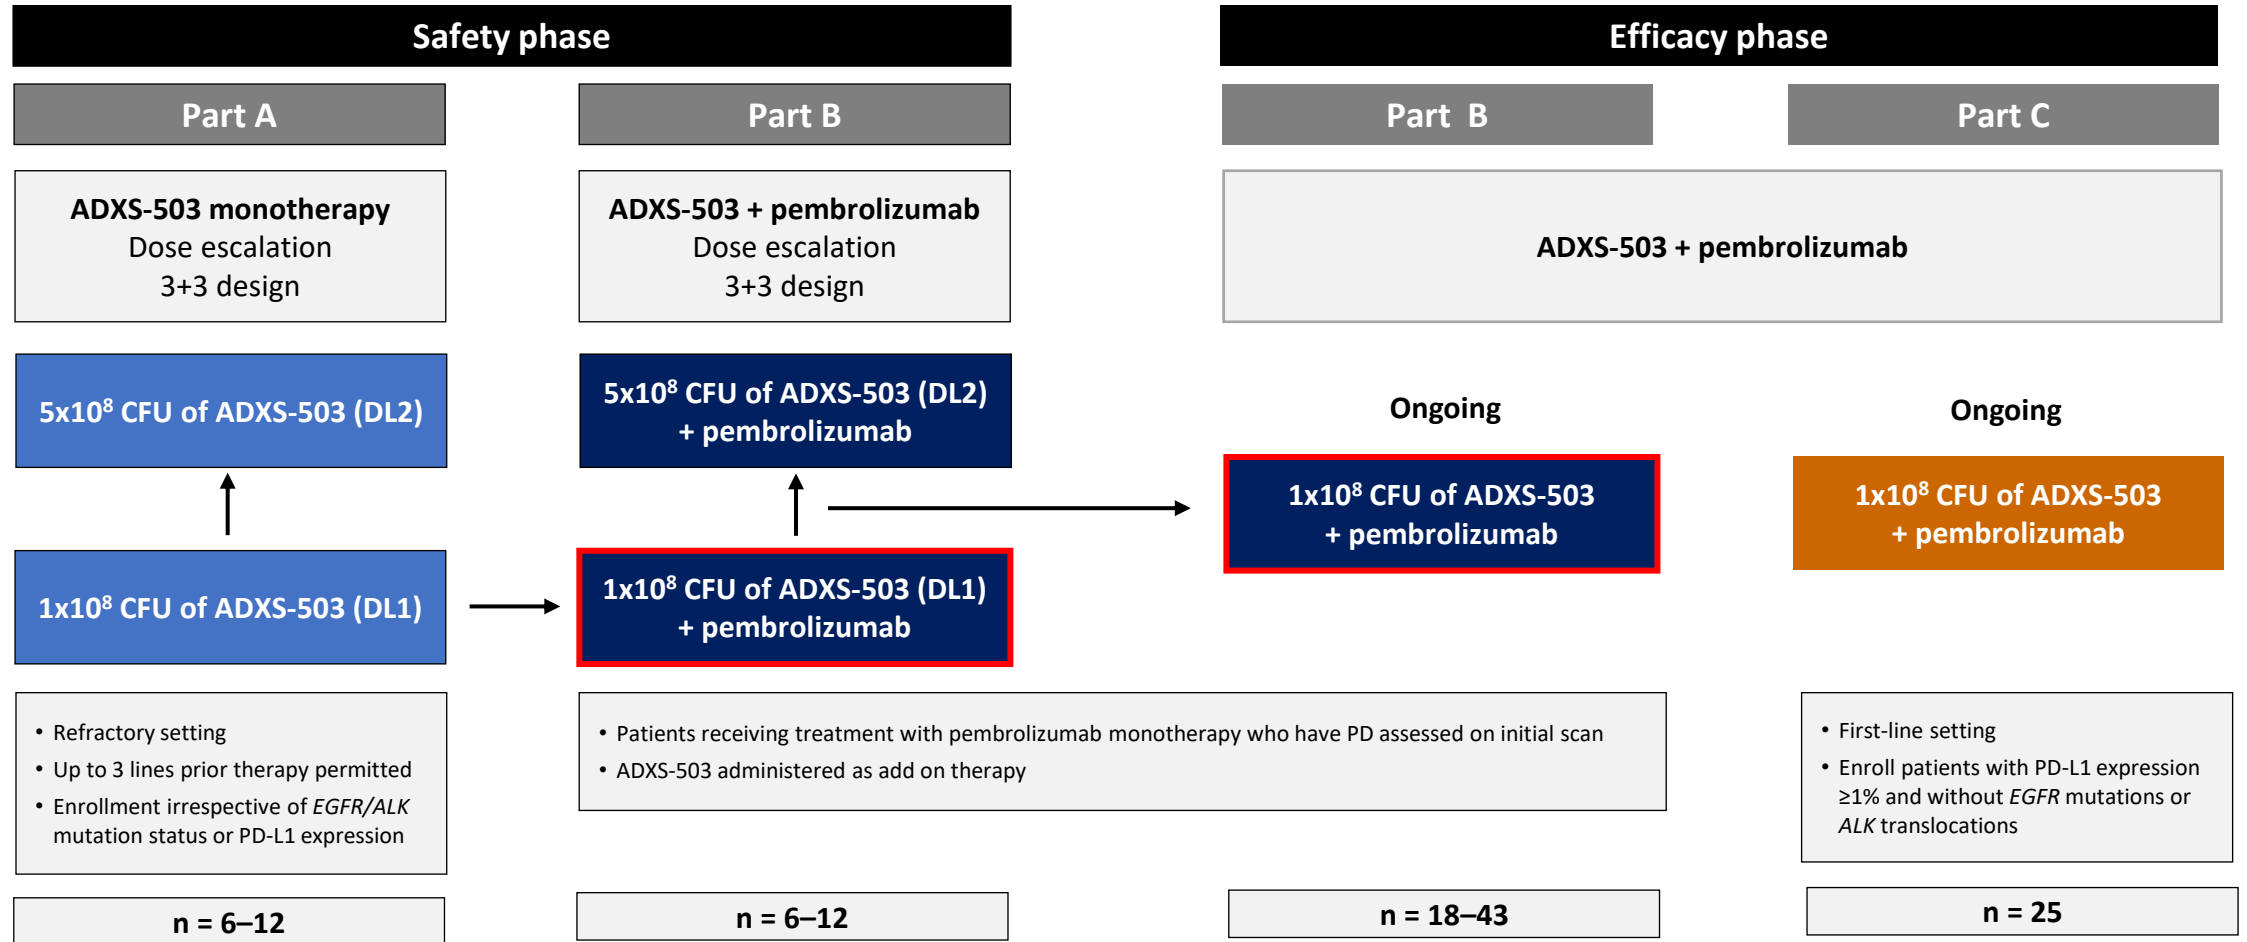 Safety phase
Efficacy phase
Part A
Part B
Part  B
Part C
ADXS-503 monotherapy
Dose escalation
3+3 design
ADXS-503 + pembrolizumab
Dose escalation
3+3 design
ADXS-503 + pembrolizumab
5x10⁸ CFU of ADXS-503 (DL2)
5x10⁸ CFU of ADXS-503 (DL2)
+ pembrolizumab
Ongoing
Ongoing
1x10⁸ CFU of ADXS-503
+ pembrolizumab
1x10⁸ CFU of ADXS-503
+ pembrolizumab
1x10⁸ CFU of ADXS-503 (DL1)
1x10⁸ CFU of ADXS-503 (DL1)
+ pembrolizumab
• Refractory setting
• Up to 3 lines prior therapy permitted
• Enrollment irrespective of EGFR/ALK
mutation status or PD-L1 expression
• Patients receiving treatment with pembrolizumab monotherapy who have PD assessed on initial scan
• ADXS-503 administered as add on therapy
• First-line setting
• Enroll patients with PD-L1 expression
≥1% and without EGFR mutations or
ALK translocations
n = 6–12
n = 6–12
n = 18–43
n = 25